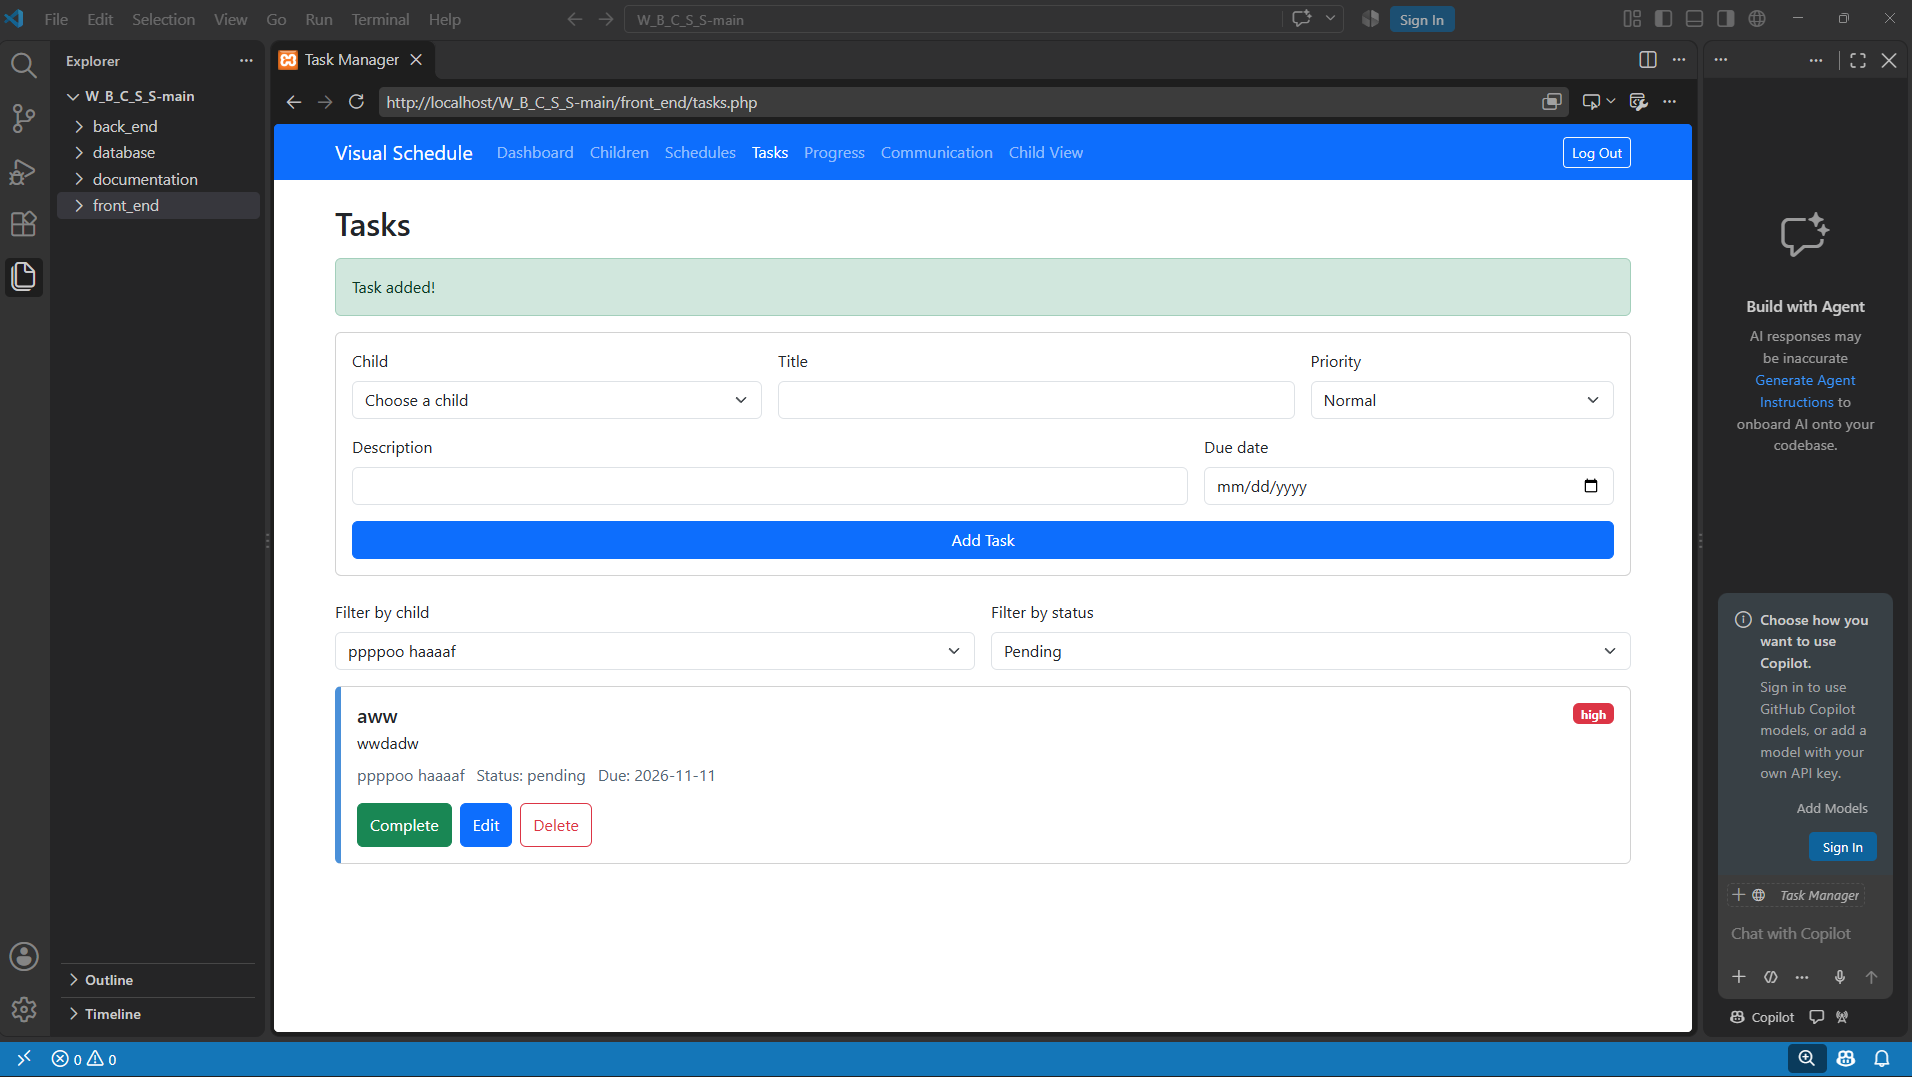 File Edit Selection View Go Run Terminal Help
W_B_C_S_S-main
Sign In
Explorer
W_B_C_S_S-main
back_end
database
documentation
front_end
Outline
Timeline
Task Manager
http://localhost/W_B_C_S_S-main/front_end/tasks.php
Visual Schedule Dashboard Children Schedules Tasks Progress Communication Child View Log Out
Tasks
Task added!
Child Title Priority
Choose a child Normal
Description Due date
mm/dd/yyyy
Add Task
Filter by child Filter by status
ppppoo haaaaf Pending
aww high
wwdadw
ppppoo haaaaf Status: pending Due: 2026-11-11
Complete Edit Delete
Build with Agent
AI responses may
be inaccurate
Generate Agent
Instructions to
onboard AI onto your
codebase.
Choose how you
want to use
Copilot.
Sign in to use
GitHub Copilot
models, or add a
model with your
own API key.
Add Models
Sign In
Task Manager
Chat with Copilot
Copilot
0 0